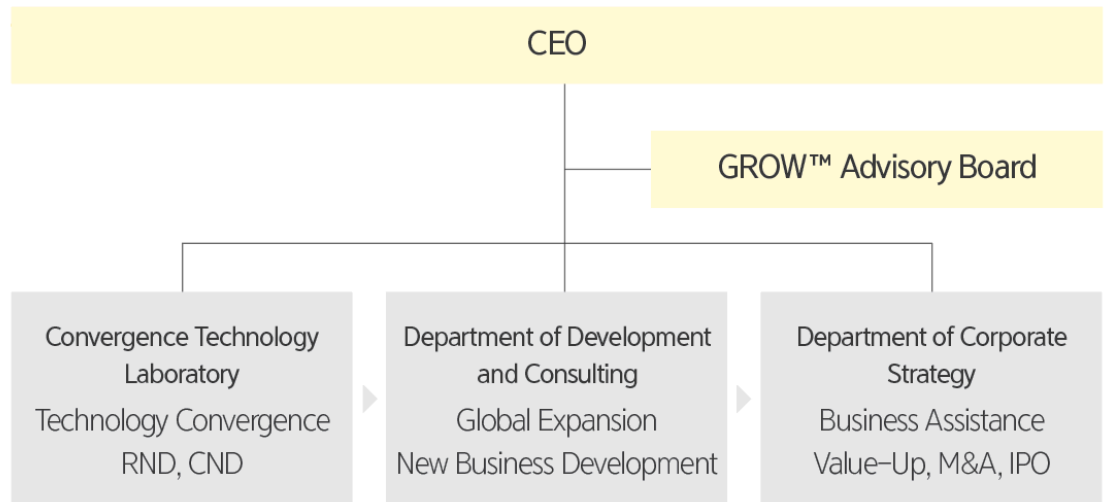 CEO
GROW™ Advisory Board
Convergence Technology
Laboratory
Technology Convergence
RND, CND
Department of Development
and Consulting
Global Expansion
New Business Development
Department of Corporate
Strategy
Business Assistance
Value-Up, M&A, IPO